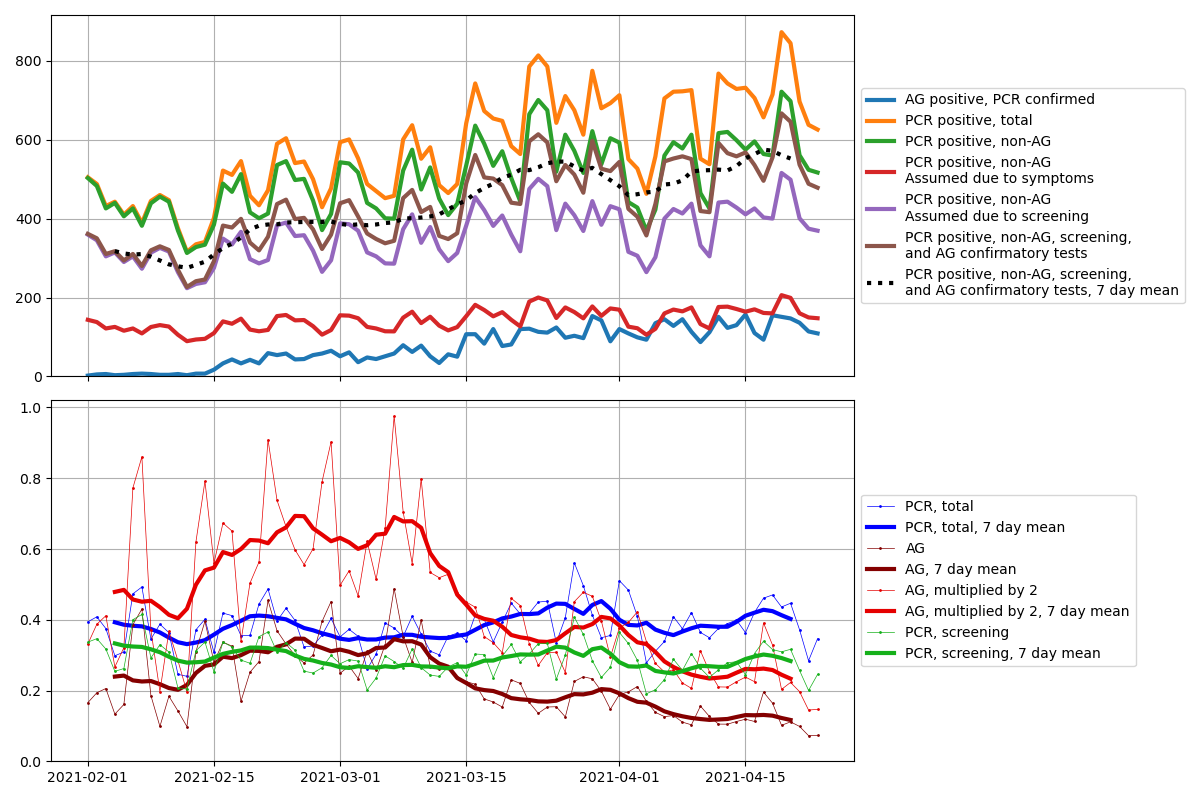 800
600
400
200
0
AG positive, PCR confirmed
PCR positive, total
PCR positive, non-AG
PCR positive, non-AG
Assumed due to symptoms
PCR positive, non-AG
Assumed due to screening
PCR positive, non-AG, screening,
and AG confirmatory tests
PCR positive, non-AG, screening,
and AG confirmatory tests, 7 day mean
1.0
0.8
0.6
0.4
0.2
0.0
2021-02-01
2021-02-15
2021-03-01
2021-03-15
2021-04-01
2021-04-15
PCR, total
PCR, total, 7 day mean
AG
AG, 7 day mean
AG, multiplied by 2
AG, multiplied by 2, 7 day mean
PCR, screening
PCR, screening, 7 day mean